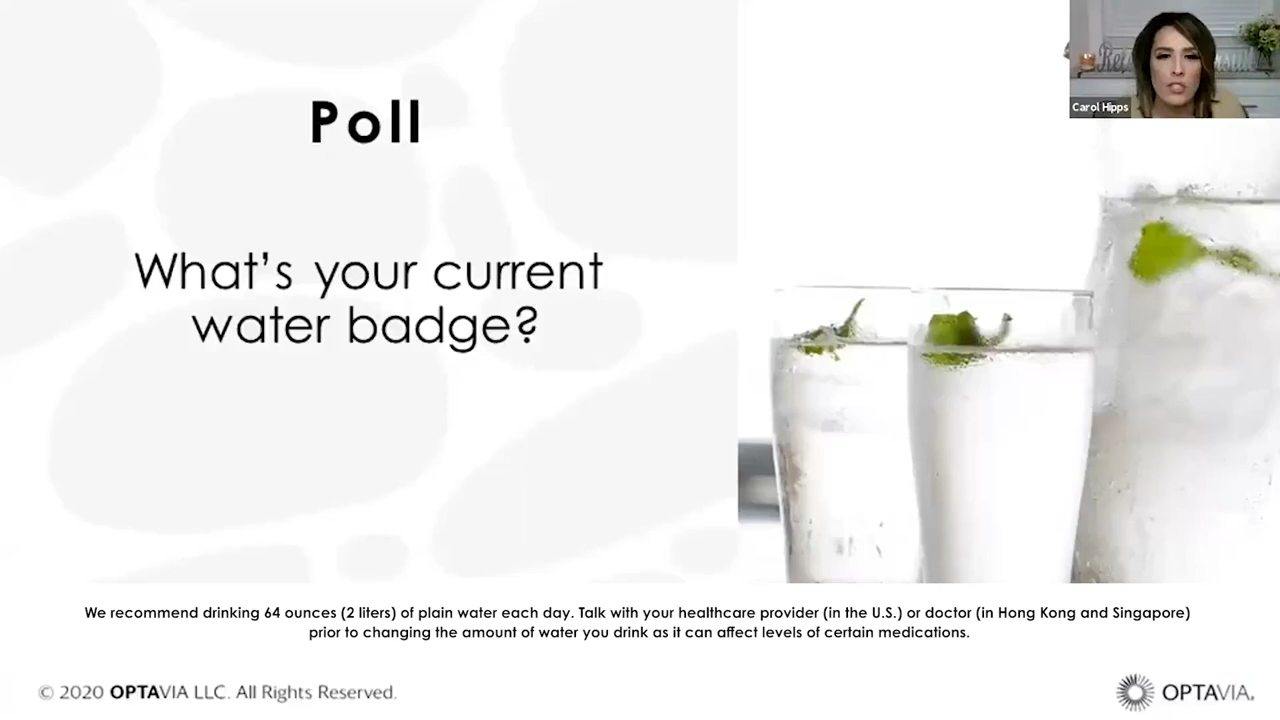 Poll
What's your current
water badge?
Carol Hipps
We recommend drinking 64 ounces (2 liters) of plain water each day. Talk with your healthcare provider (in the U.S.) or doctor (in Hong Kong and Singapore)
prior to changing the amount of water you drink as it can affect levels of certain medications.
© 2020 OPTAVIA LLC. All Rights Reserved.
OPTAVIA.